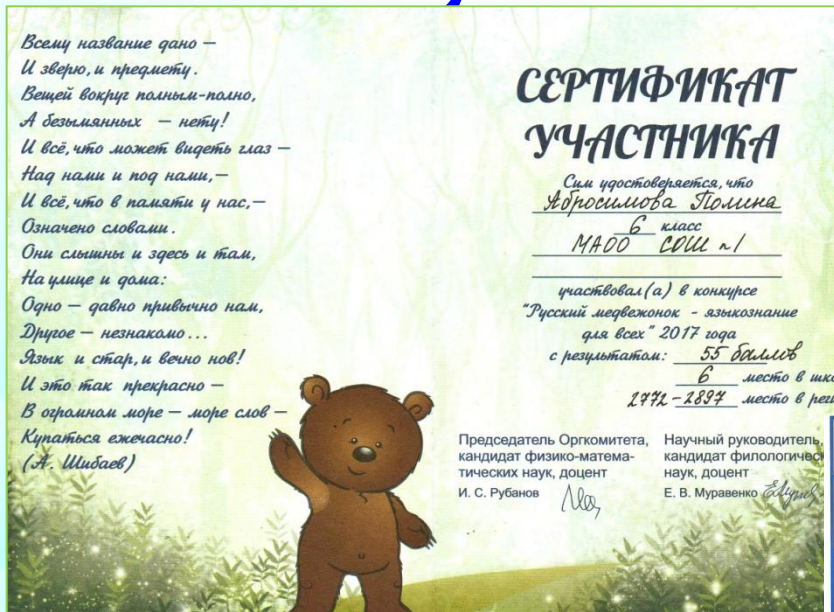 Всему название дано —
И зверю, и предмету.
Вещей вокруг полным-полно,
А безымянных — нету!
И всё, что может видеть глаз —
Над нами и под нами, —
И всё, что в памяти у нас, —
Означено словами.
Они слышны и здесь и там,
На улице и дома:
Одно — давно привычно нам,
Другое — незнакомо...
Язык и стар, и вечно нов!
И это так прекрасно —
В огромном море — море слов —
Купаться ежечасно!
(А. Шибаев)
СЕРТИФИКАТ
УЧАСТНИКА
Сим удостоверяется, что
Абросимова Полина
6 класс
МАОО СОШ №1
участвовал(а) в конкурсе
"Русский медвежонок - языкознание
для всех" 2017 года
с результатом: 55 баллов
6 место в шко
2772-2897 место в реги
Председатель Оргкомитета,
кандидат физико-матема-
тических наук, доцент
И. С. Рубанов
Научный руководитель,
кандидат филологическ
наук, доцент
Е. В. Муравенко